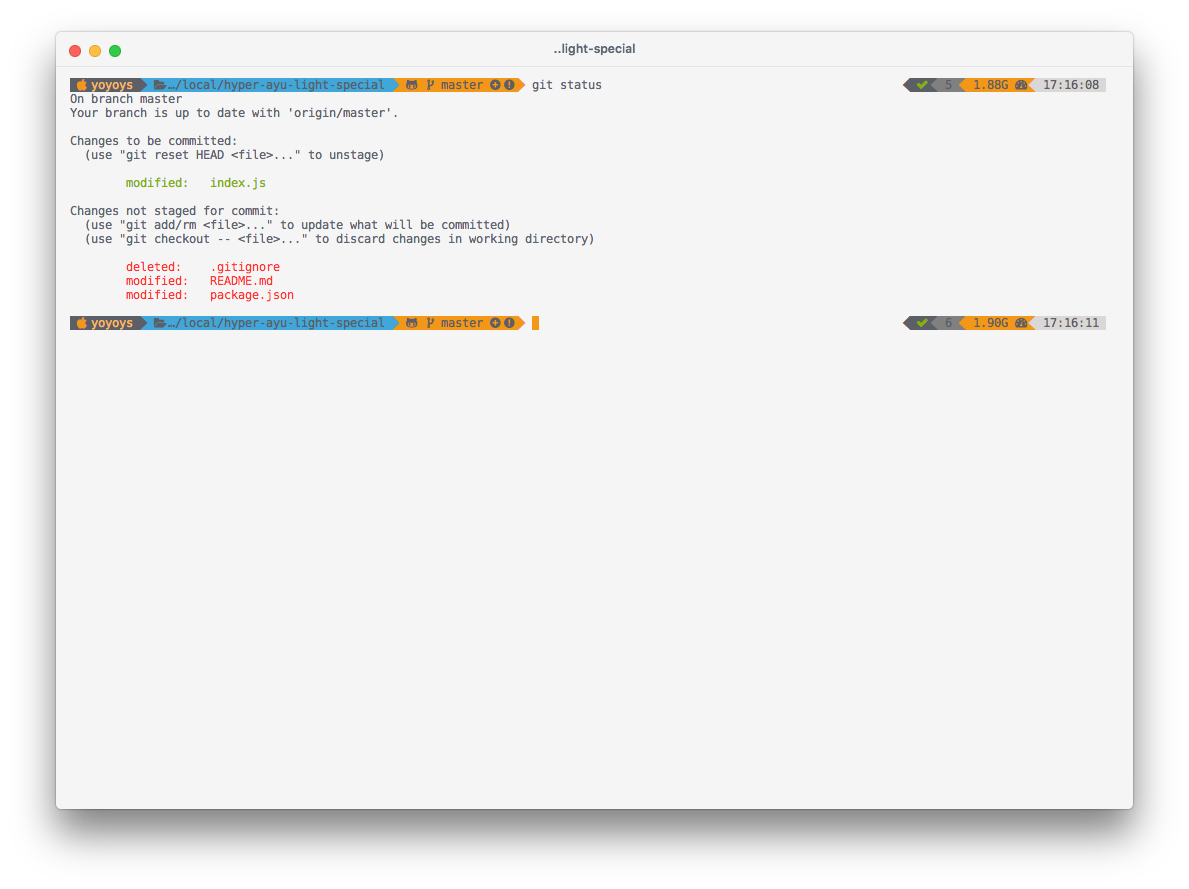 ..light-special
yoyoys …/local/hyper-ayu-light-special master git status 5 1.88G 17:16:08
On branch master
Your branch is up to date with 'origin/master'.
Changes to be committed:
(use "git reset HEAD <file>..." to unstage)
modified: index.js
Changes not staged for commit:
(use "git add/rm <file>..." to update what will be committed)
(use "git checkout -- <file>..." to discard changes in working directory)
deleted: .gitignore
modified: README.md
modified: package.json
yoyoys …/local/hyper-ayu-light-special master 6 1.90G 17:16:11